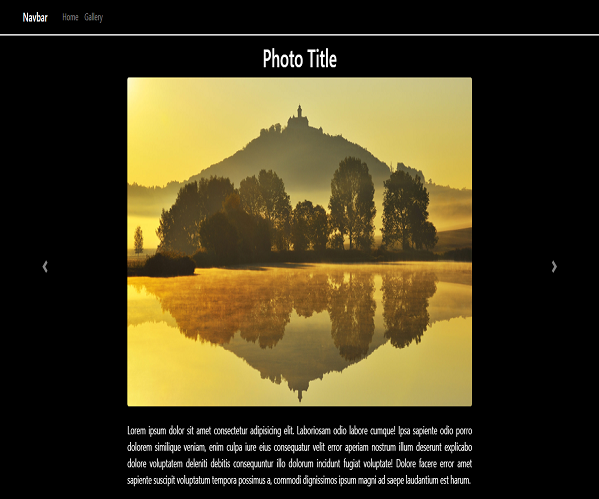 Navbar Home Gallery
Photo Title
Lorem ipsum dolor sit amet consectetur adipisicing elit. Laboriosam odio labore cumque! Ipsa sapiente odio porro
dolorem similique veniam, enim culpa iure eius consequatur velit error aperiam nostrum illum deserunt explicabo
dolore voluptatem deleniti debitis consequuntur illo dolorum incidunt fugiat voluptate! Dolore facere error amet
sapiente suscipit voluptatum tempora possimus a, commodi dignissimos ipsum magni ad saepe laudantium est harum.